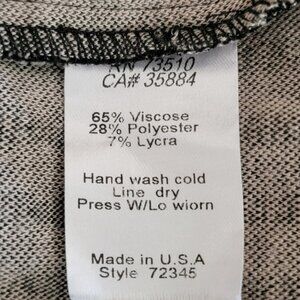 RN 73510
CA# 35884
65% Viscose
28% Polyester
7% Lycra
Hand wash cold
Line dry
Press W/Lo wiorn
Made in U.S.A
Style 72345